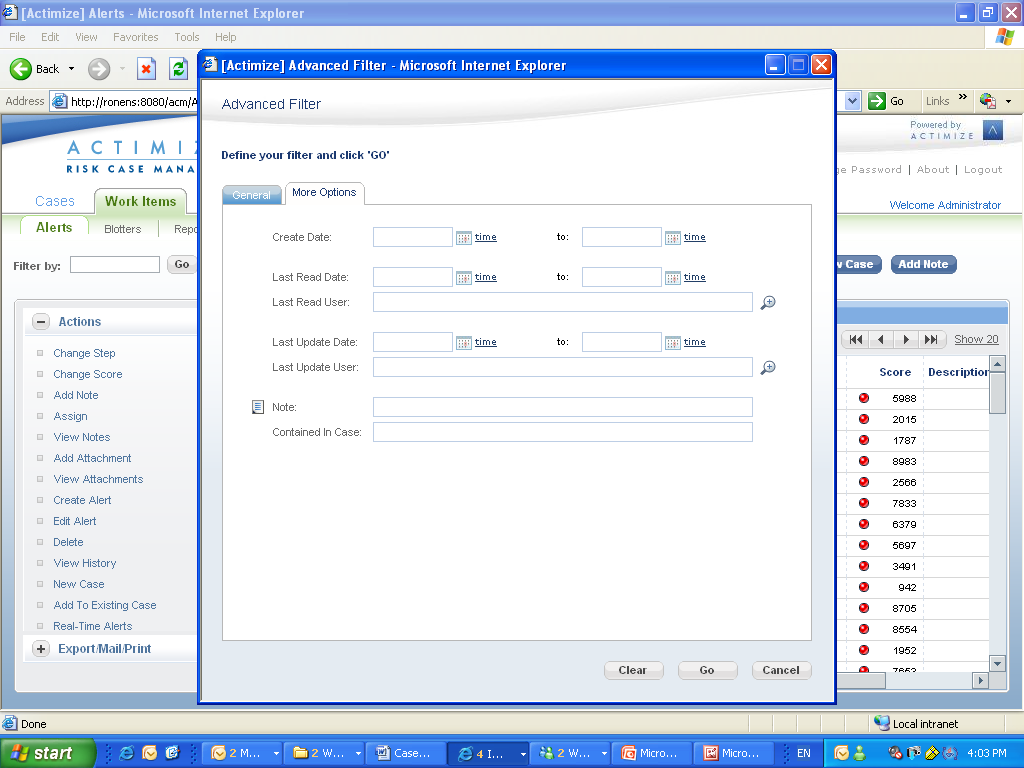 [Actimize] Alerts - Microsoft Internet Explorer
File Edit View Favorites Tools Help
Back
Address http://ronens:8080/acm/A
Go Links »
[Actimize] Advanced Filter - Microsoft Internet Explorer
Advanced Filter
Define your filter and click 'GO'
General More Options
Create Date: time to: time
Last Read Date: time to: time
Last Read User:
Last Update Date: time to: time
Last Update User:
Note:
Contained In Case:
Clear Go Cancel
ACTIMIZ
RISK CASE MANA
Powered by
ACTIMIZE
Password | About | Logout
Welcome Administrator
Cases Work Items
Alerts Blotters Repo
Filter by: Go
Case Add Note
Actions
Change Step
Change Score
Add Note
Assign
View Notes
Add Attachment
View Attachments
Create Alert
Edit Alert
Delete
View History
New Case
Add To Existing Case
Real-Time Alerts
Export/Mail/Print
Show 20
Score Description
5988
2015
1787
8983
2566
7833
6379
5697
3491
942
8705
8554
1952
7653
Done
Local intranet
start
2 M...
2 W...
Case...
4 I...
2 W...
Micro...
Micro...
EN
4:03 PM